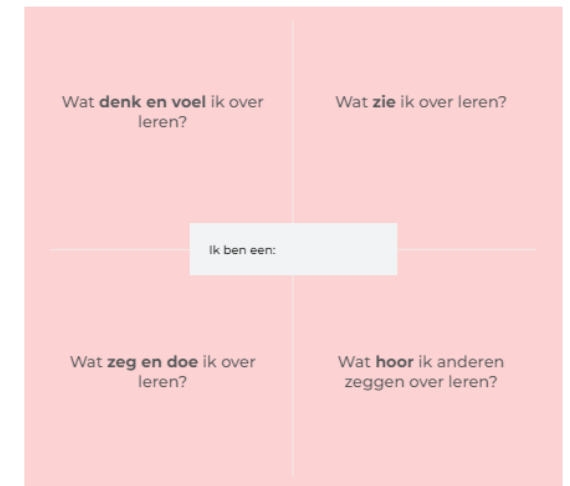 Wat denk en voel ik over
leren?
Wat zie ik over leren?
Ik ben een:
Wat zeg en doe ik over
leren?
Wat hoor ik anderen
zeggen over leren?